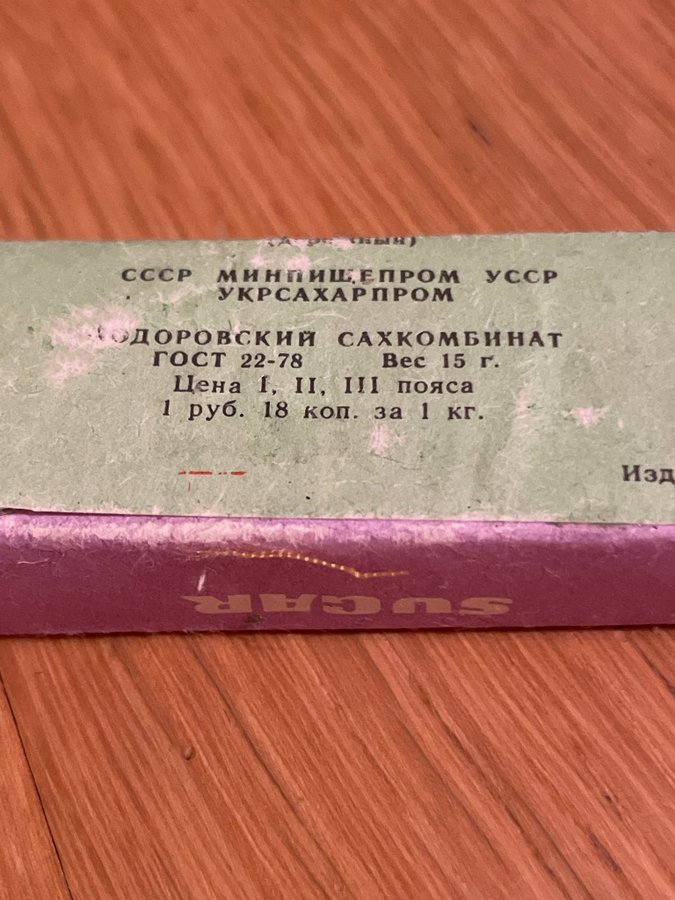 СССР МИНПИЩЕПРОМ УССР
УКРСАХАРПРОМ
САХКОМБИНАТ
ГОСТ 22-78 Вес 15 г.
Цена I, II, III пояса
1 руб. 18 коп. за 1 кг.
SUGAR